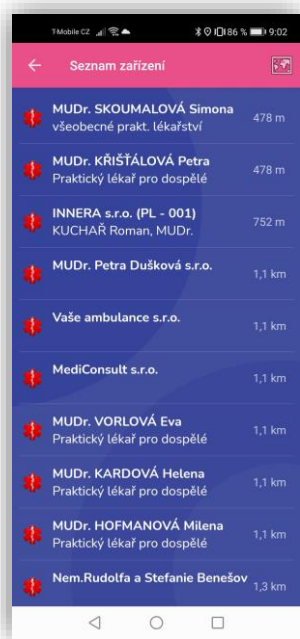 T-Mobile CZ 86 % 9:02
Seznam zařízení
MUDr. SKOUMALOVÁ Simona
všeobecné prakt. lékařství
478 m
MUDr. KŘIŠŤÁLOVÁ Petra
Praktický lékař pro dospělé
478 m
INNERA s.r.o. (PL - 001)
KUCHAŘ Roman, MUDr.
752 m
MUDr. Petra Dušková s.r.o.
1,1 km
Vaše ambulance s.r.o.
1,1 km
MediConsult s.r.o.
1,1 km
MUDr. VORLOVÁ Eva
Praktický lékař pro dospělé
1,1 km
MUDr. KARDOVÁ Helena
Praktický lékař pro dospělé
1,1 km
MUDr. HOFMANOVÁ Milena
Praktický lékař pro dospělé
1,1 km
Nem.Rudolfa a Stefanie Benešov
1,3 km